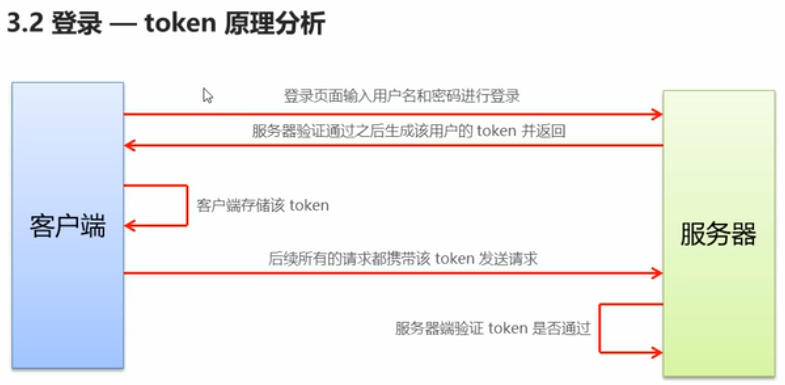 3.2 登录 — token 原理分析
登录页面输入用户名和密码进行登录
服务器验证通过之后生成该用户的 token 并返回
客户端
客户端存储该 token
服务器
后续所有的请求都携带该 token 发送请求
服务器端验证 token 是否通过